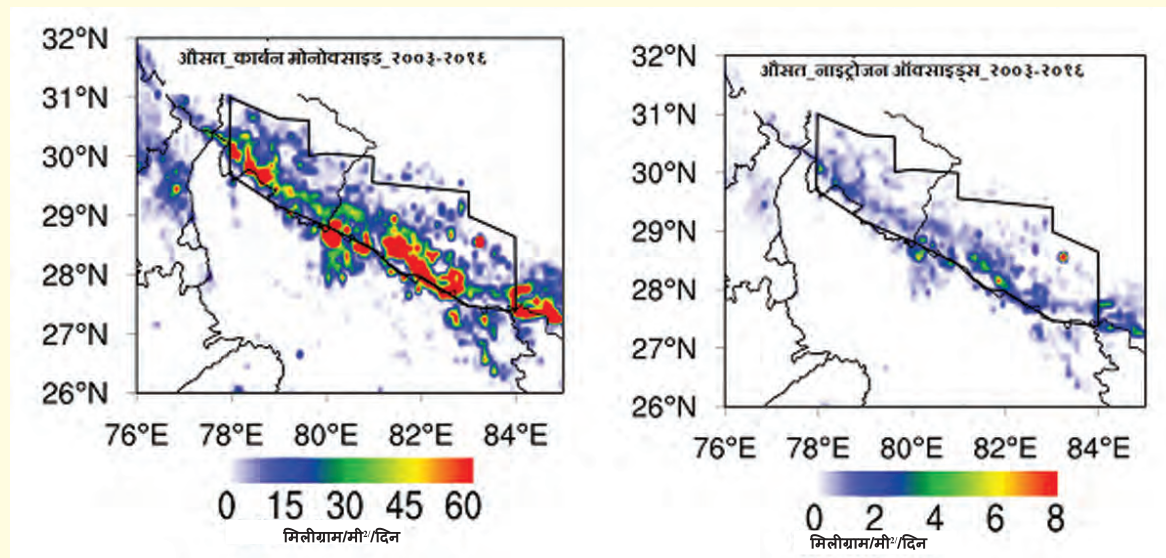 औसत_कार्बन मोनोक्साइड_२००३-२०१६
32°N
31°N
30°N
29°N
28°N
27°N
26°N
76°E 78°E 80°E 82°E 84°E
0 15 30 45 60
मिलीग्राम/मी²/दिन
औसत_नाइट्रोजन ऑक्साइड्स_२००३-२०१६
32°N
31°N
30°N
29°N
28°N
27°N
26°N
76°E 78°E 80°E 82°E 84°E
0 2 4 6 8
मिलीग्राम/मी²/दिन